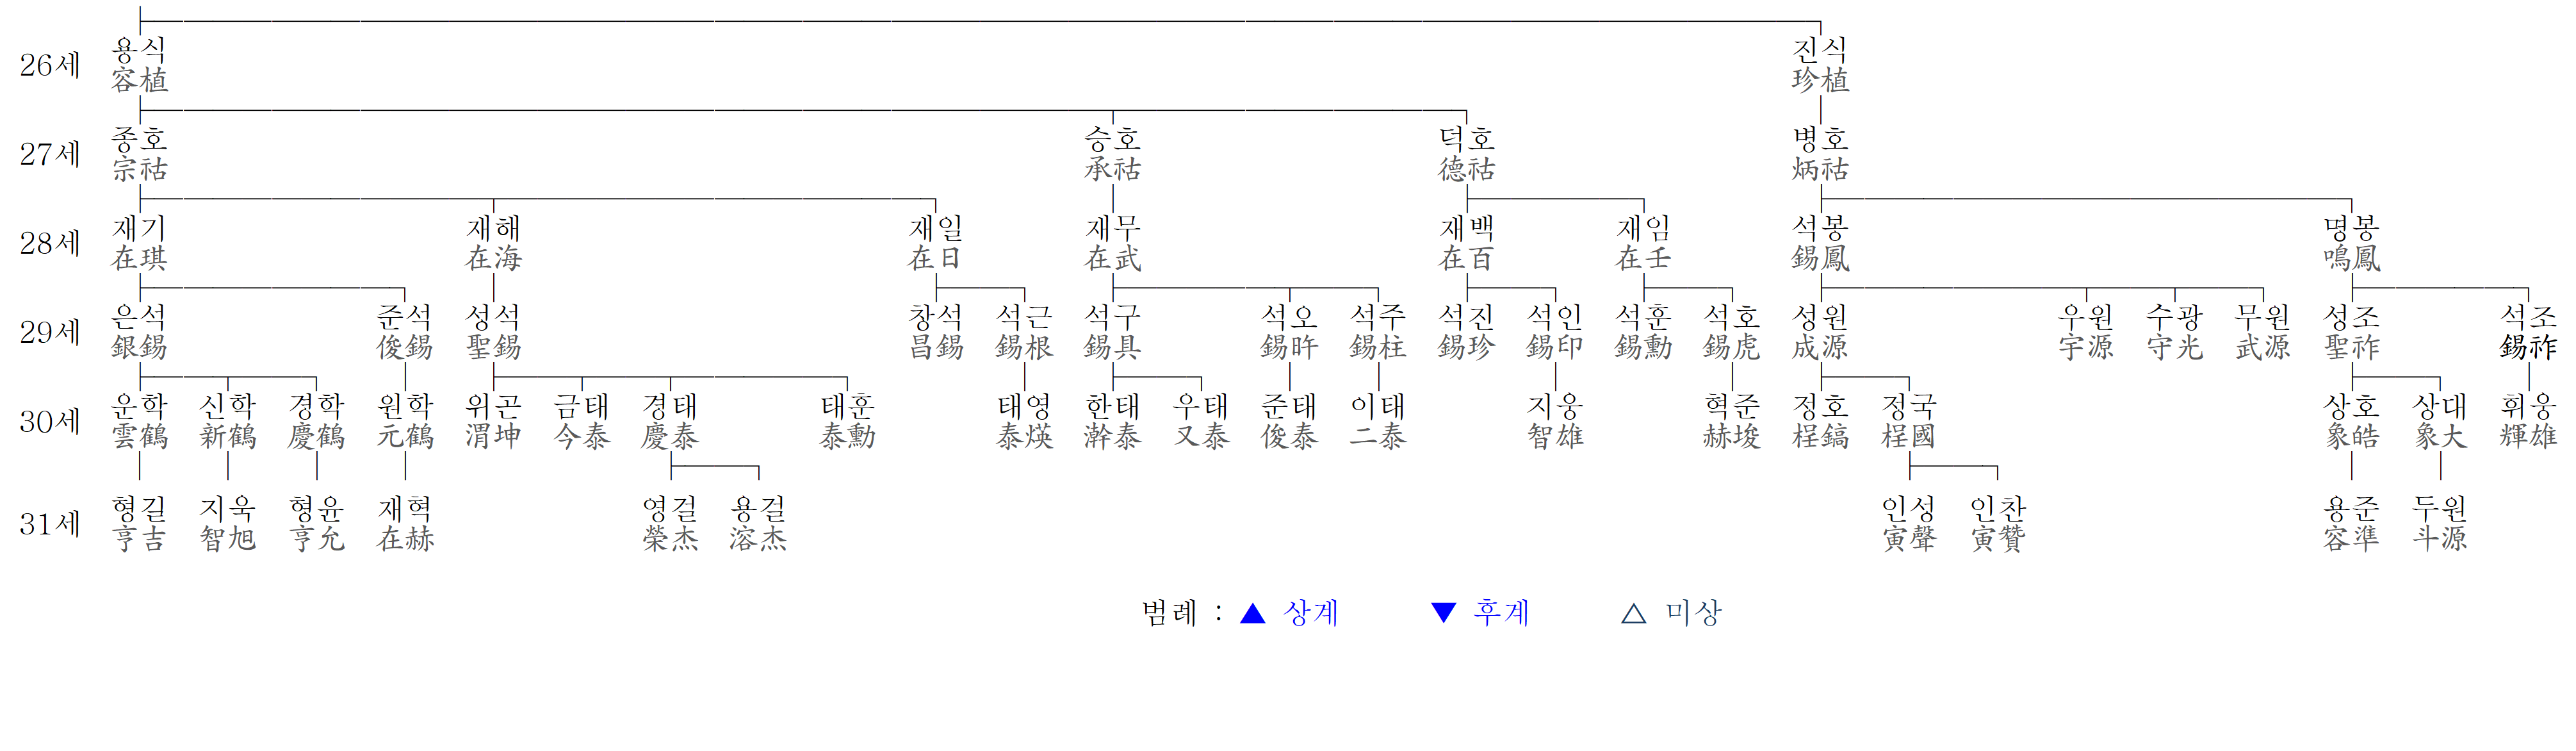 용식 진식
26세
容植 珍植
종호 승호 덕호 병호
27세
宗祜 承祜 德祜 炳祜
재기 재해 재일 재무 재백 재임 석봉 명봉
28세
在琪 在海 在日 在武 在百 在壬 錫鳳 鳴鳳
은석 준석 성석 창석 석근 석구 석오 석주 석진 석인 석훈 석호 성원 우원 수광 무원 성조 석조
29세
銀錫 俊錫 聖錫 昌錫 錫根 錫具 錫旿 錫柱 錫珍 錫印 錫勳 錫虎 成源 宇源 守光 武源 聖祚 錫祚
운학 신학 경학 원학 위곤 금태 경태 태훈 태영 한태 우태 준태 이태 지웅 혁준 정호 정국 상호 상대 휘웅
30세
雲鶴 新鶴 慶鶴 元鶴 渭坤 今泰 慶泰 泰勳 泰煐 澣泰 又泰 俊泰 二泰 智雄 赫埈 桯鎬 桯國 象皓 象大 輝雄
형길 지욱 형윤 재혁 영걸 용걸 인성 인찬 용준 두원
31세
亨吉 智旭 亨允 在赫 榮杰 溶杰 寅聲 寅贊 容準 斗源
범례 : ▲ 상계 ▼ 후계 △ 미상